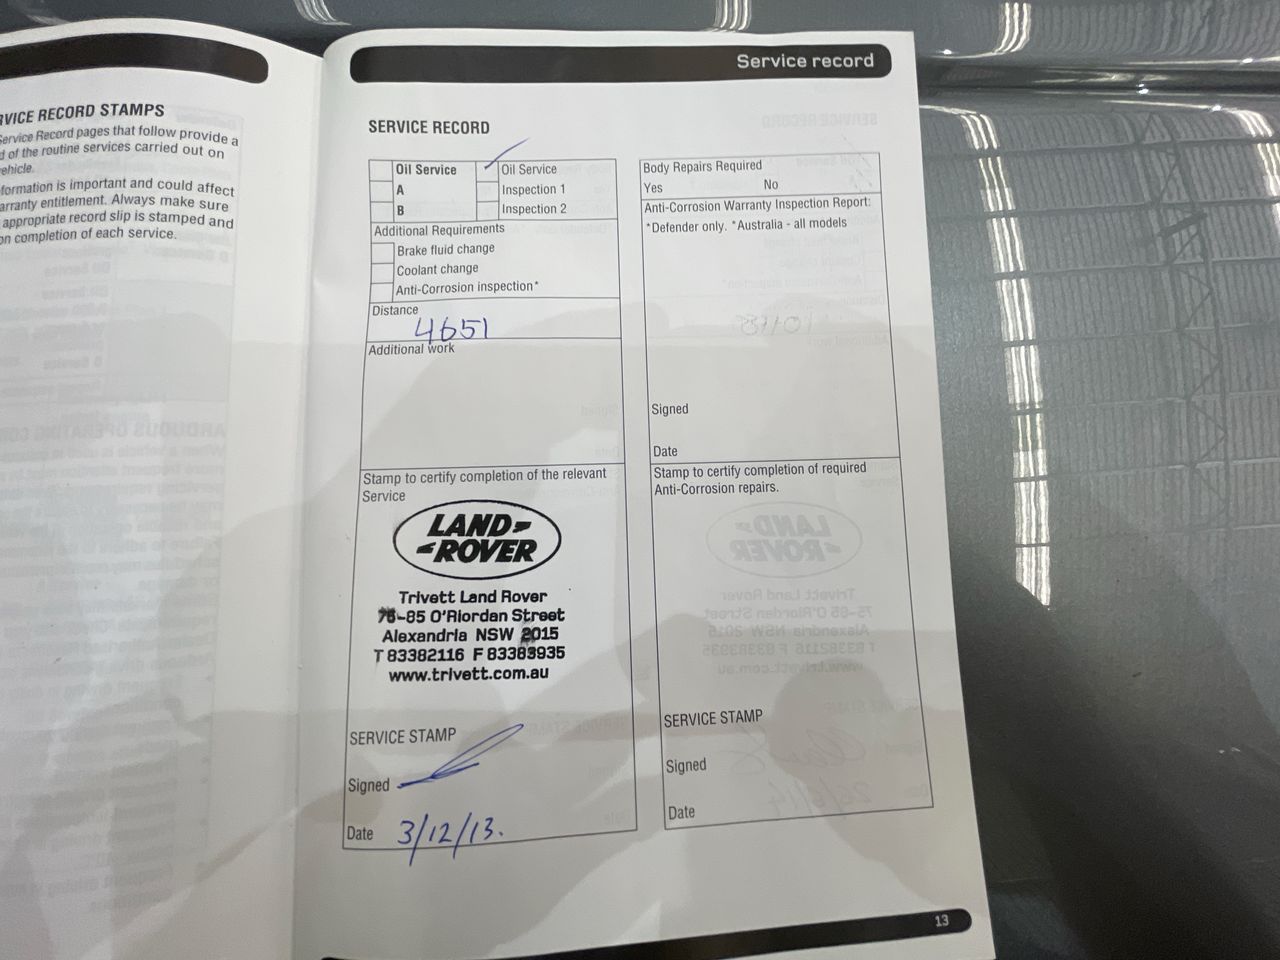 RVICE RECORD STAMPS
Service Record pages that follow provide a
d of the routine services carried out on
ehicle.
formation is important and could affect
arranty entitlement. Always make sure
appropriate record slip is stamped and
on completion of each service.
Service record
SERVICE RECORD
Oil Service
A
B
Oil Service
Inspection 1
Inspection 2
Additional Requirements
Brake fluid change
Coolant change
Anti-Corrosion inspection*
Distance
4651
Additional work
Stamp to certify completion of the relevant
Service
LAND
ROVER
Trivett Land Rover
75-85 O'Riordan Street
Alexandria NSW 2015
T 83382116 F 83383935
www.trivett.com.au
SERVICE STAMP
Signed
Date 3/12/13.
Body Repairs Required
Yes No
Anti-Corrosion Warranty Inspection Report:
*Defender only. *Australia - all models
Signed
Date
Stamp to certify completion of required
Anti-Corrosion repairs.
SERVICE STAMP
Signed
Date
13